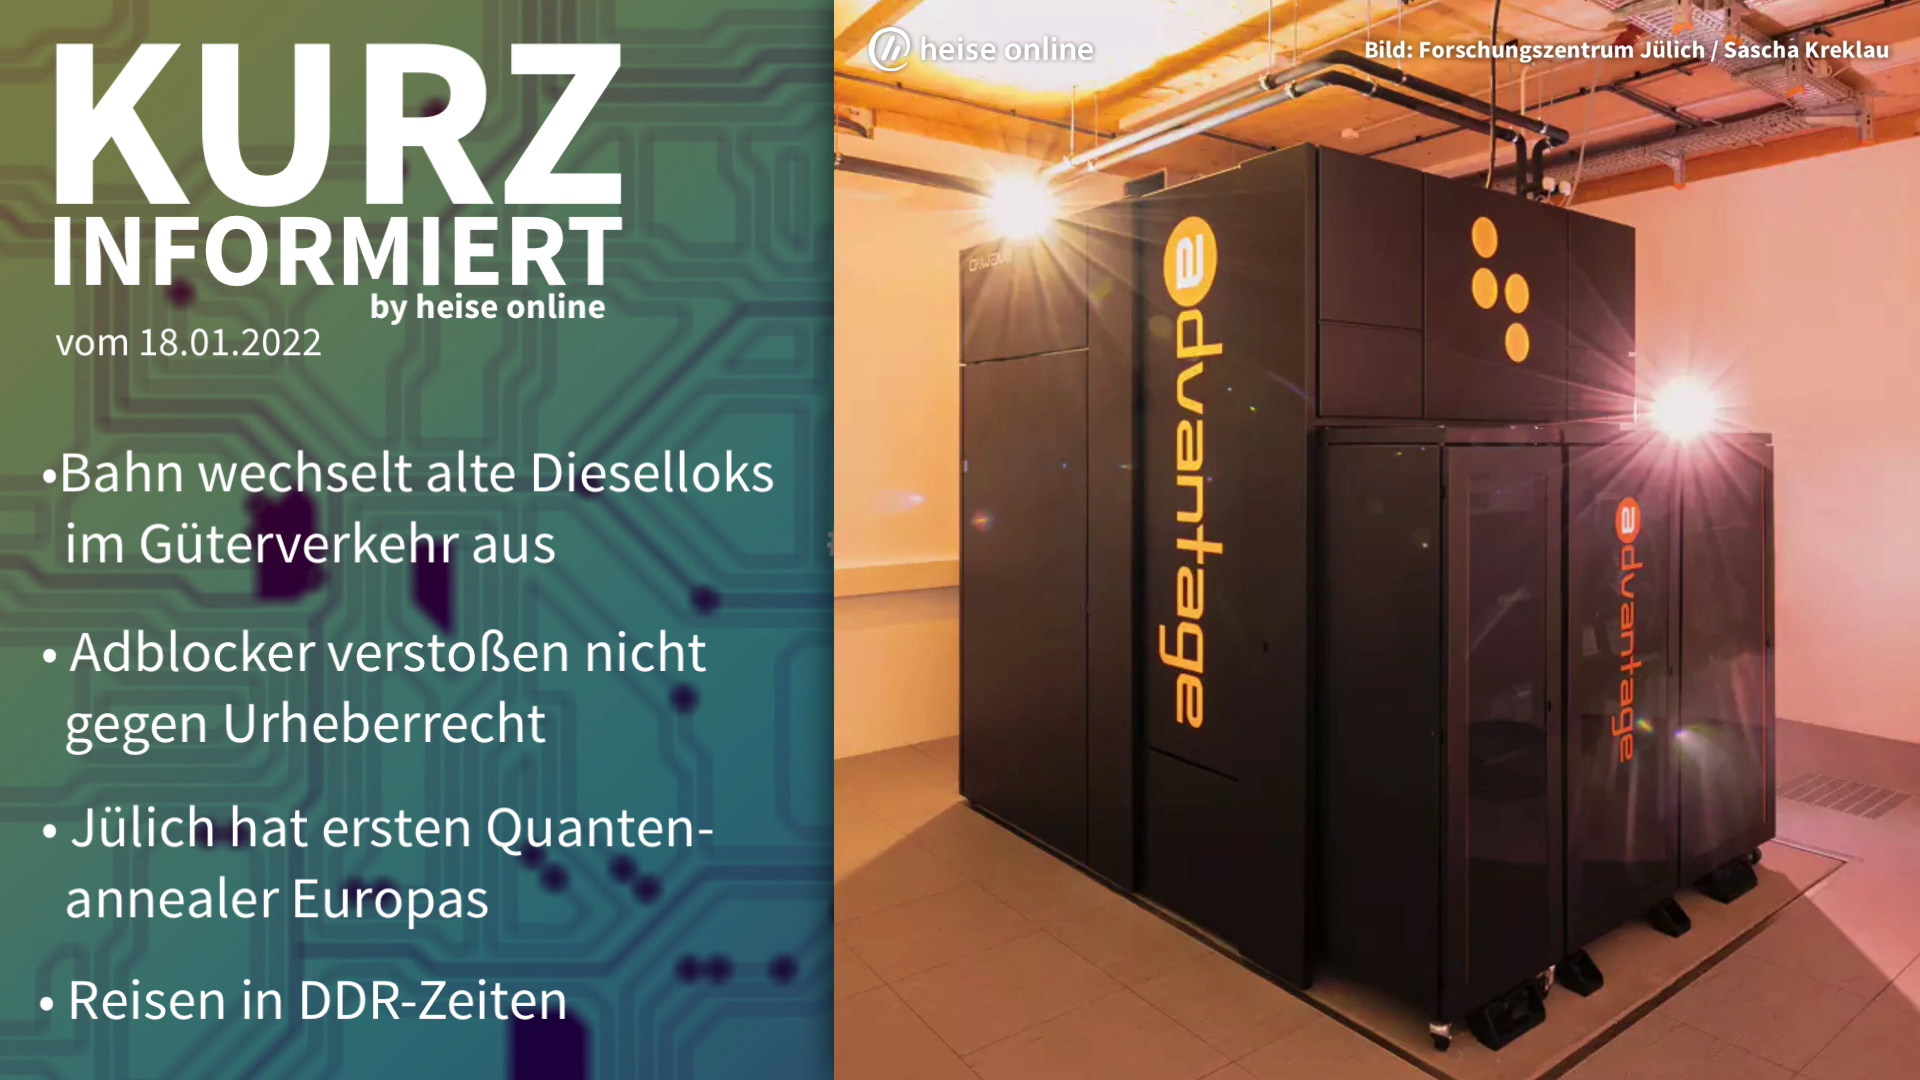 KURZ
INFORMIERT
by heise online
vom 18.01.2022
•Bahn wechselt alte Dieselloks
im Güterverkehr aus
• Adblocker verstoßen nicht
gegen Urheberrecht
• Jülich hat ersten Quanten-
annealer Europas
• Reisen in DDR-Zeiten
heise online
Bild: Forschungszentrum Jülich / Sascha Kreklau
D:wave
advantage
advantage